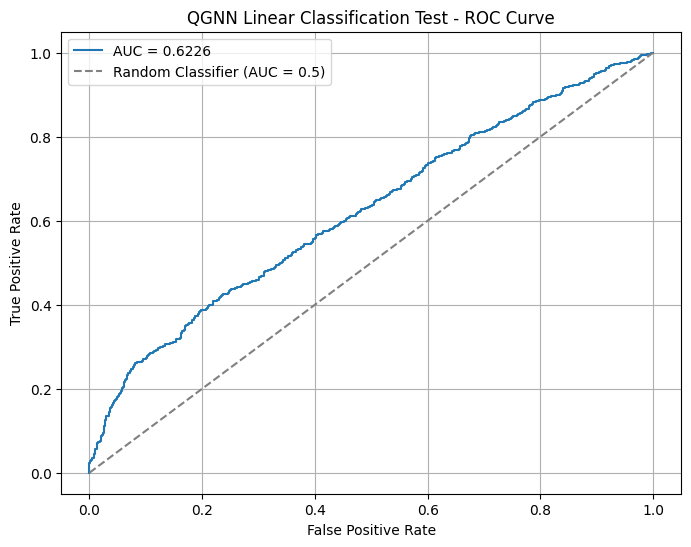 QGNN Linear Classification Test - ROC Curve
AUC = 0.6226
Random Classifier (AUC = 0.5)
True Positive Rate
1.0
0.8
0.6
0.4
0.2
0.0
0.0 0.2 0.4 0.6 0.8 1.0
False Positive Rate